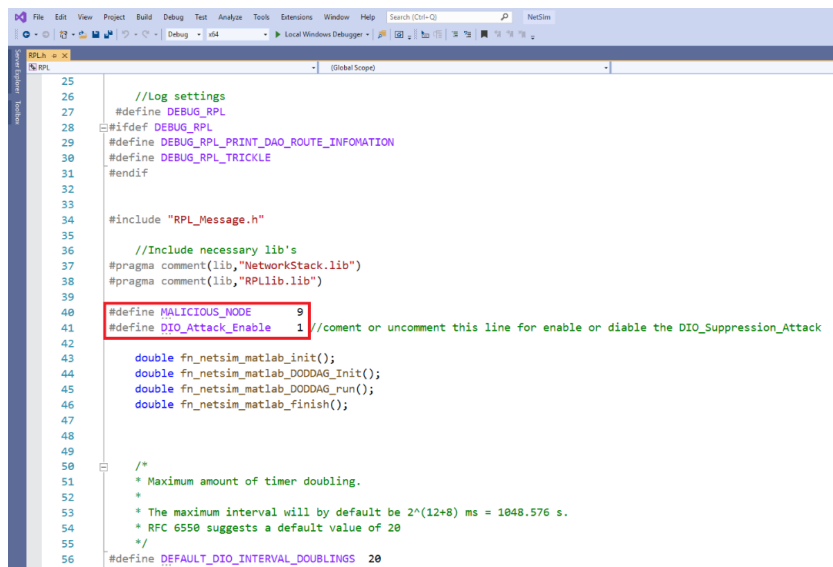 File Edit View Project Build Debug Test Analyze Tools Extensions Window Help Search (Ctrl+Q) NetSim
Debug x64 Local Windows Debugger
Server Explorer
Toolbox
RPL.h
RPL (Global Scope)
25
26 //Log settings
27 #define DEBUG_RPL
28 #ifdef DEBUG_RPL
29 #define DEBUG_RPL_PRINT_DAO_ROUTE_INFOMATION
30 #define DEBUG_RPL_TRICKLE
31 #endif
32
33
34 #include "RPL_Message.h"
35
36 //Include necessary lib's
37 #pragma comment(lib,"NetworkStack.lib")
38 #pragma comment(lib,"RPLlib.lib")
39
40 #define MALICIOUS_NODE 9
41 #define DIO_Attack_Enable 1 //coment or uncomment this line for enable or diable the DIO_Suppression_Attack
42
43 double fn_netsim_matlab_init();
44 double fn_netsim_matlab_DODDAG_Init();
45 double fn_netsim_matlab_DODDAG_run();
46 double fn_netsim_matlab_finish();
47
48
49
50 /*
51 * Maximum amount of timer doubling.
52 *
53 * The maximum interval will by default be 2^(12+8) ms = 1048.576 s.
54 * RFC 6550 suggests a default value of 20
55 */
56 #define DEFAULT_DIO_INTERVAL_DOUBLINGS 20